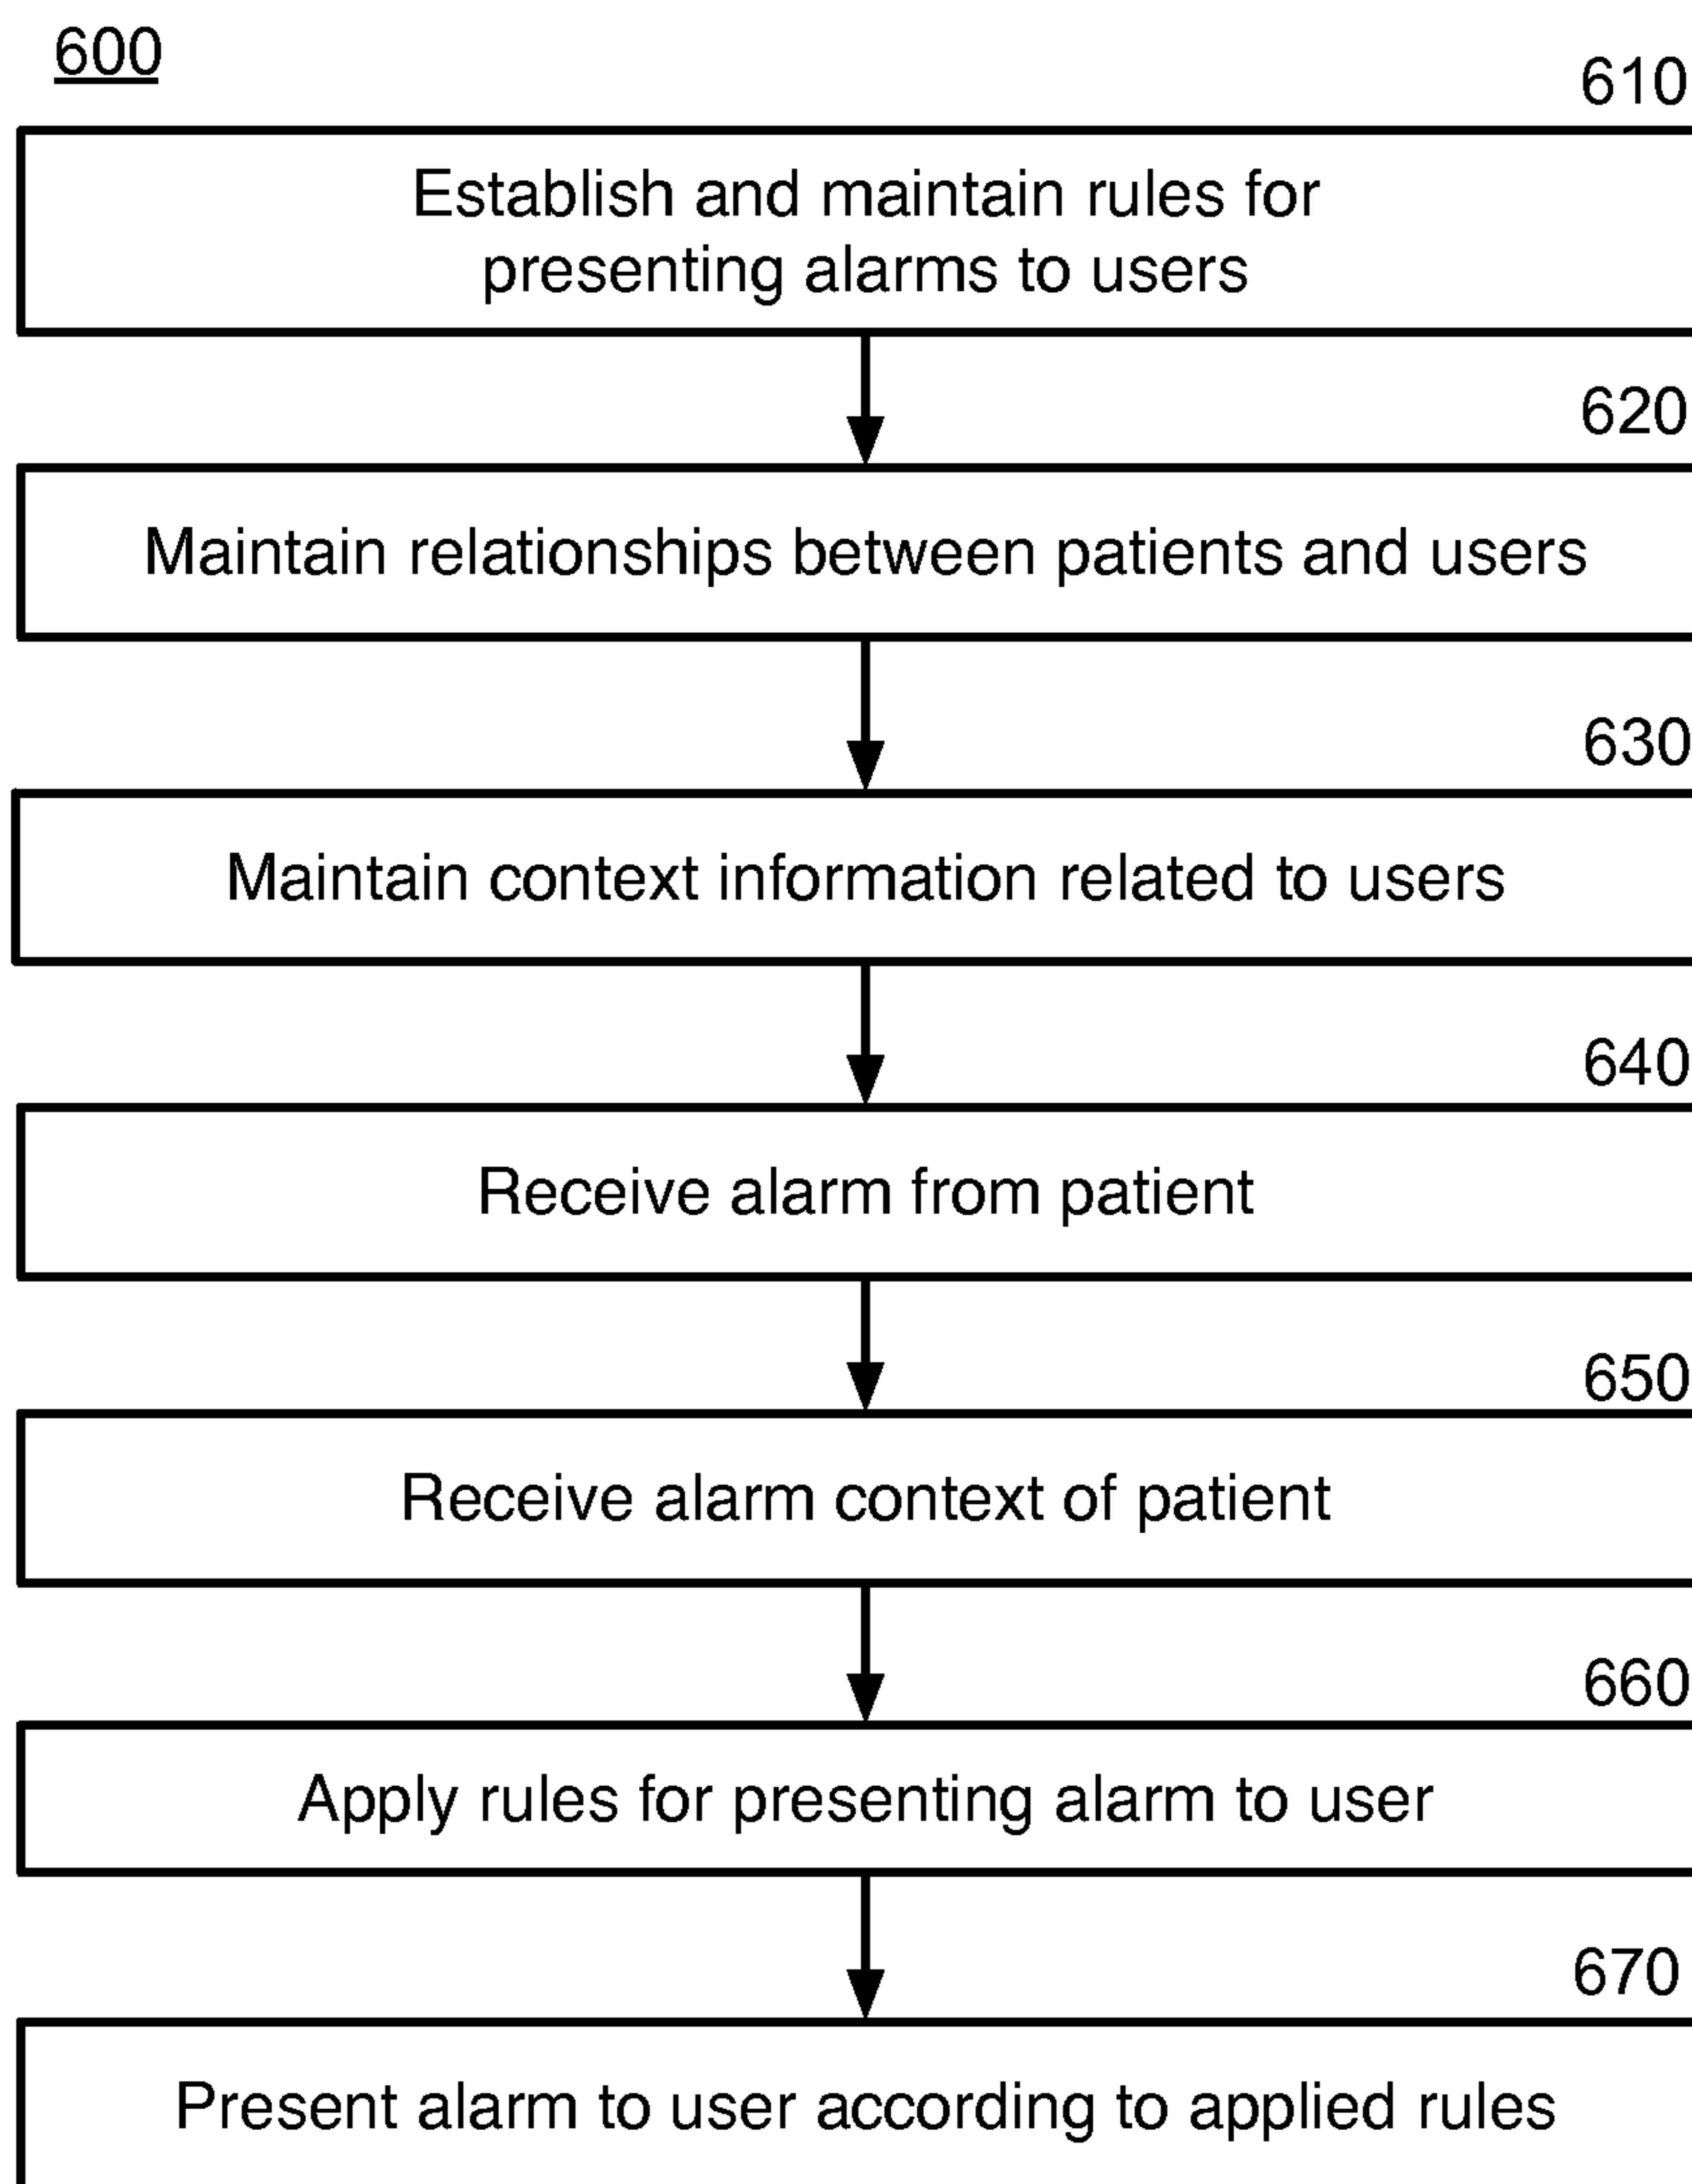 600
610
Establish and maintain rules for
presenting alarms to users
620
Maintain relationships between patients and users
630
Maintain context information related to users
640
Receive alarm from patient
650
Receive alarm context of patient
660
Apply rules for presenting alarm to user
670
Present alarm to user according to applied rules